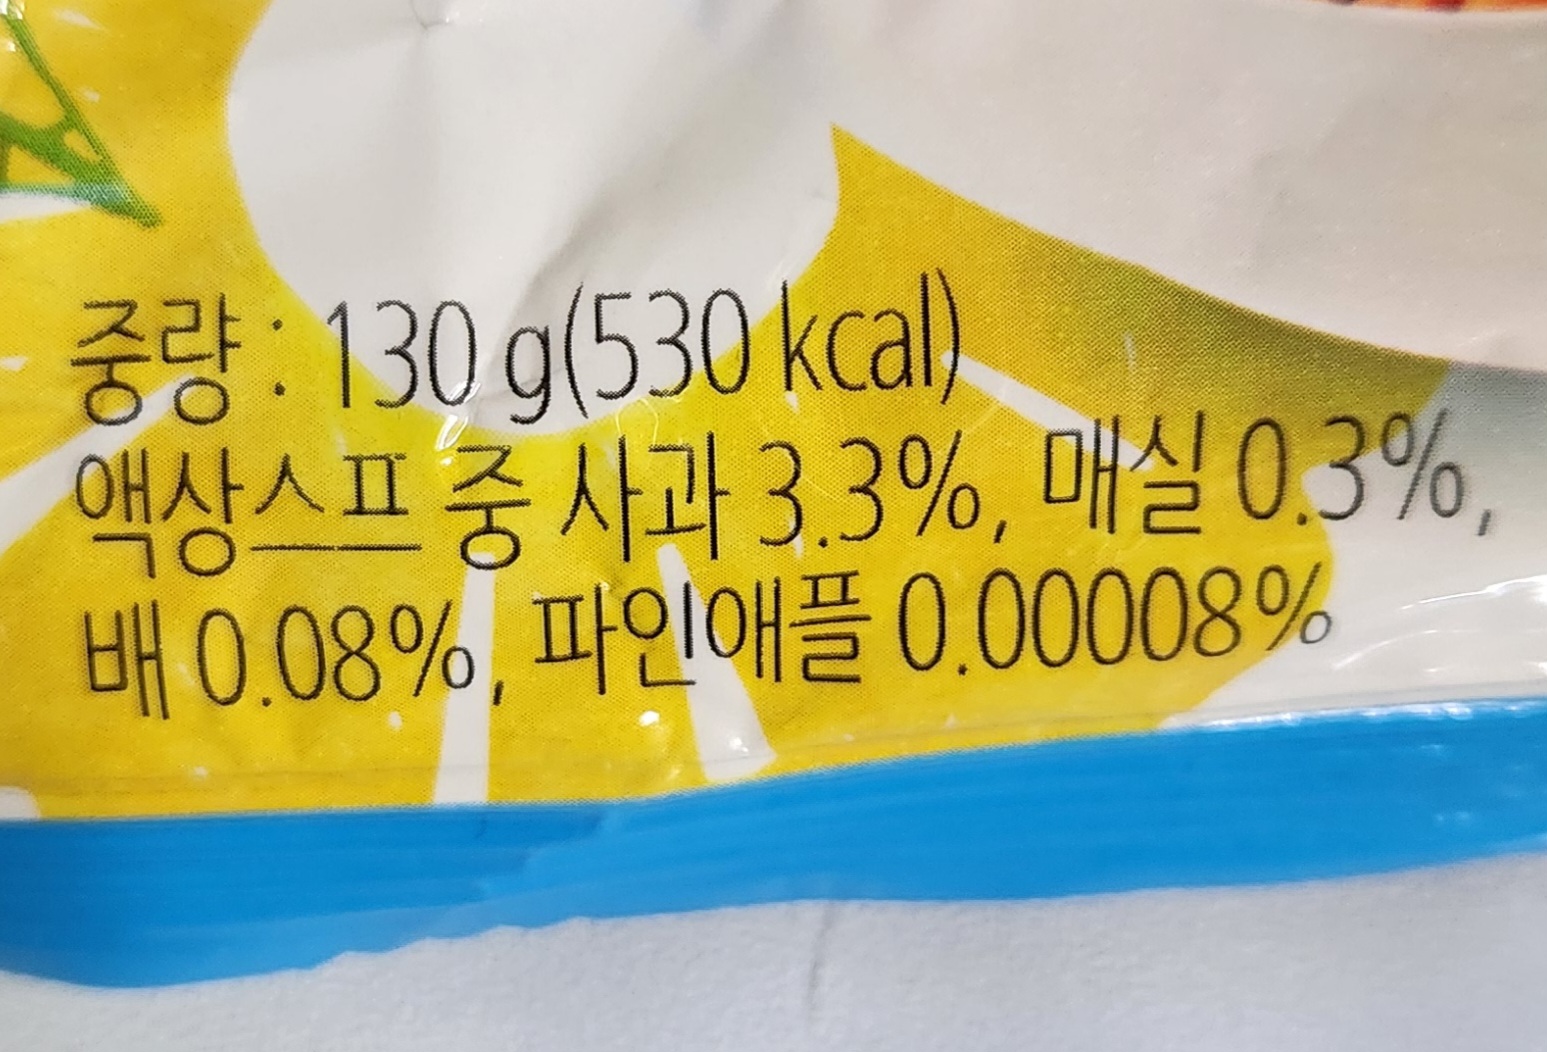 중량 : 130 g(530 kcal)
액상스프 중 사과 3.3%, 매실 0.3%,
배 0.08%, 파인애플 0.00008%